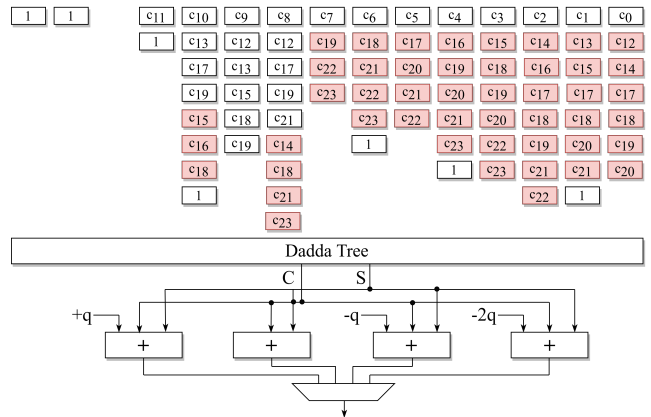 1 1 c11 c10 c9 c8 c7 c6 c5 c4 c3 c2 c1 c0
1 c13 c12 c12 c19 c18 c17 c16 c15 c14 c13 c12
c17 c13 c17 c22 c21 c20 c19 c18 c16 c15 c14
c19 c15 c19 c23 c22 c21 c20 c19 c17 c17 c17
c15 c18 c21 c23 c22 c21 c20 c18 c18 c18
c16 c19 c14 1 c23 c22 c19 c20 c19
c18 c18 1 c23 c21 c21 c20
1 c21 c22 1
c23
Dadda Tree
C S
+q -q -2q
+ + + +